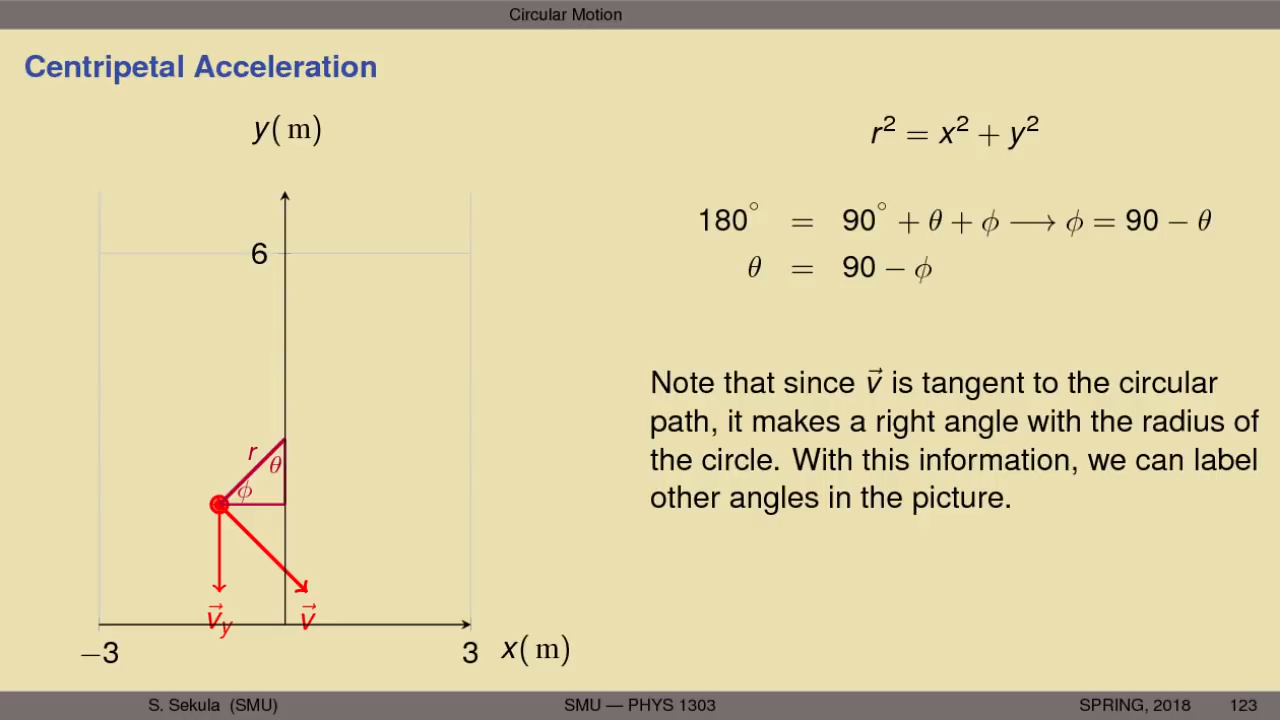 Circular Motion
Centripetal Acceleration
y( m)
6
r
θ
ϕ
v⃗_y
v⃗
−3
3
x( m)
r² = x² + y²
180° = 90° + θ + ϕ ⟶ ϕ = 90 − θ
θ = 90 − ϕ
Note that since v⃗ is tangent to the circular
path, it makes a right angle with the radius of
the circle. With this information, we can label
other angles in the picture.
S. Sekula (SMU)
SMU — PHYS 1303
SPRING, 2018
123